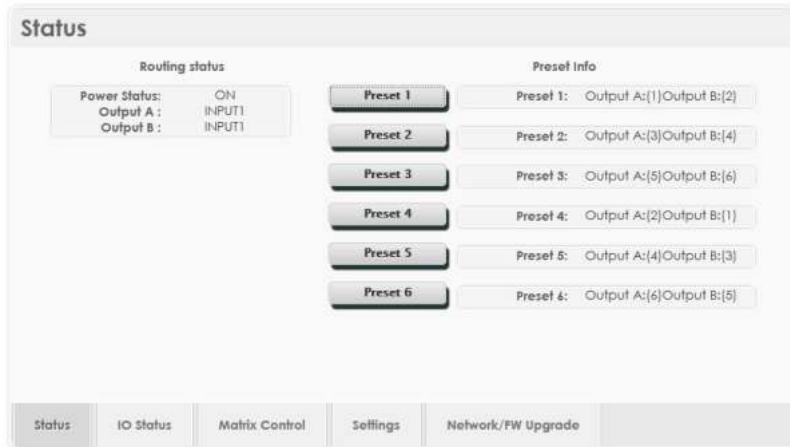 Status
Routing status
Power Status: ON
Output A : INPUT1
Output B : INPUT1
Preset Info
Preset 1 Preset 1: Output A:(1)Output B:(2)
Preset 2 Preset 2: Output A:(3)Output B:(4)
Preset 3 Preset 3: Output A:(5)Output B:(6)
Preset 4 Preset 4: Output A:(2)Output B:(1)
Preset 5 Preset 5: Output A:(4)Output B:(3)
Preset 6 Preset 6: Output A:(6)Output B:(5)
Status IO Status Matrix Control Settings Network/FW Upgrade